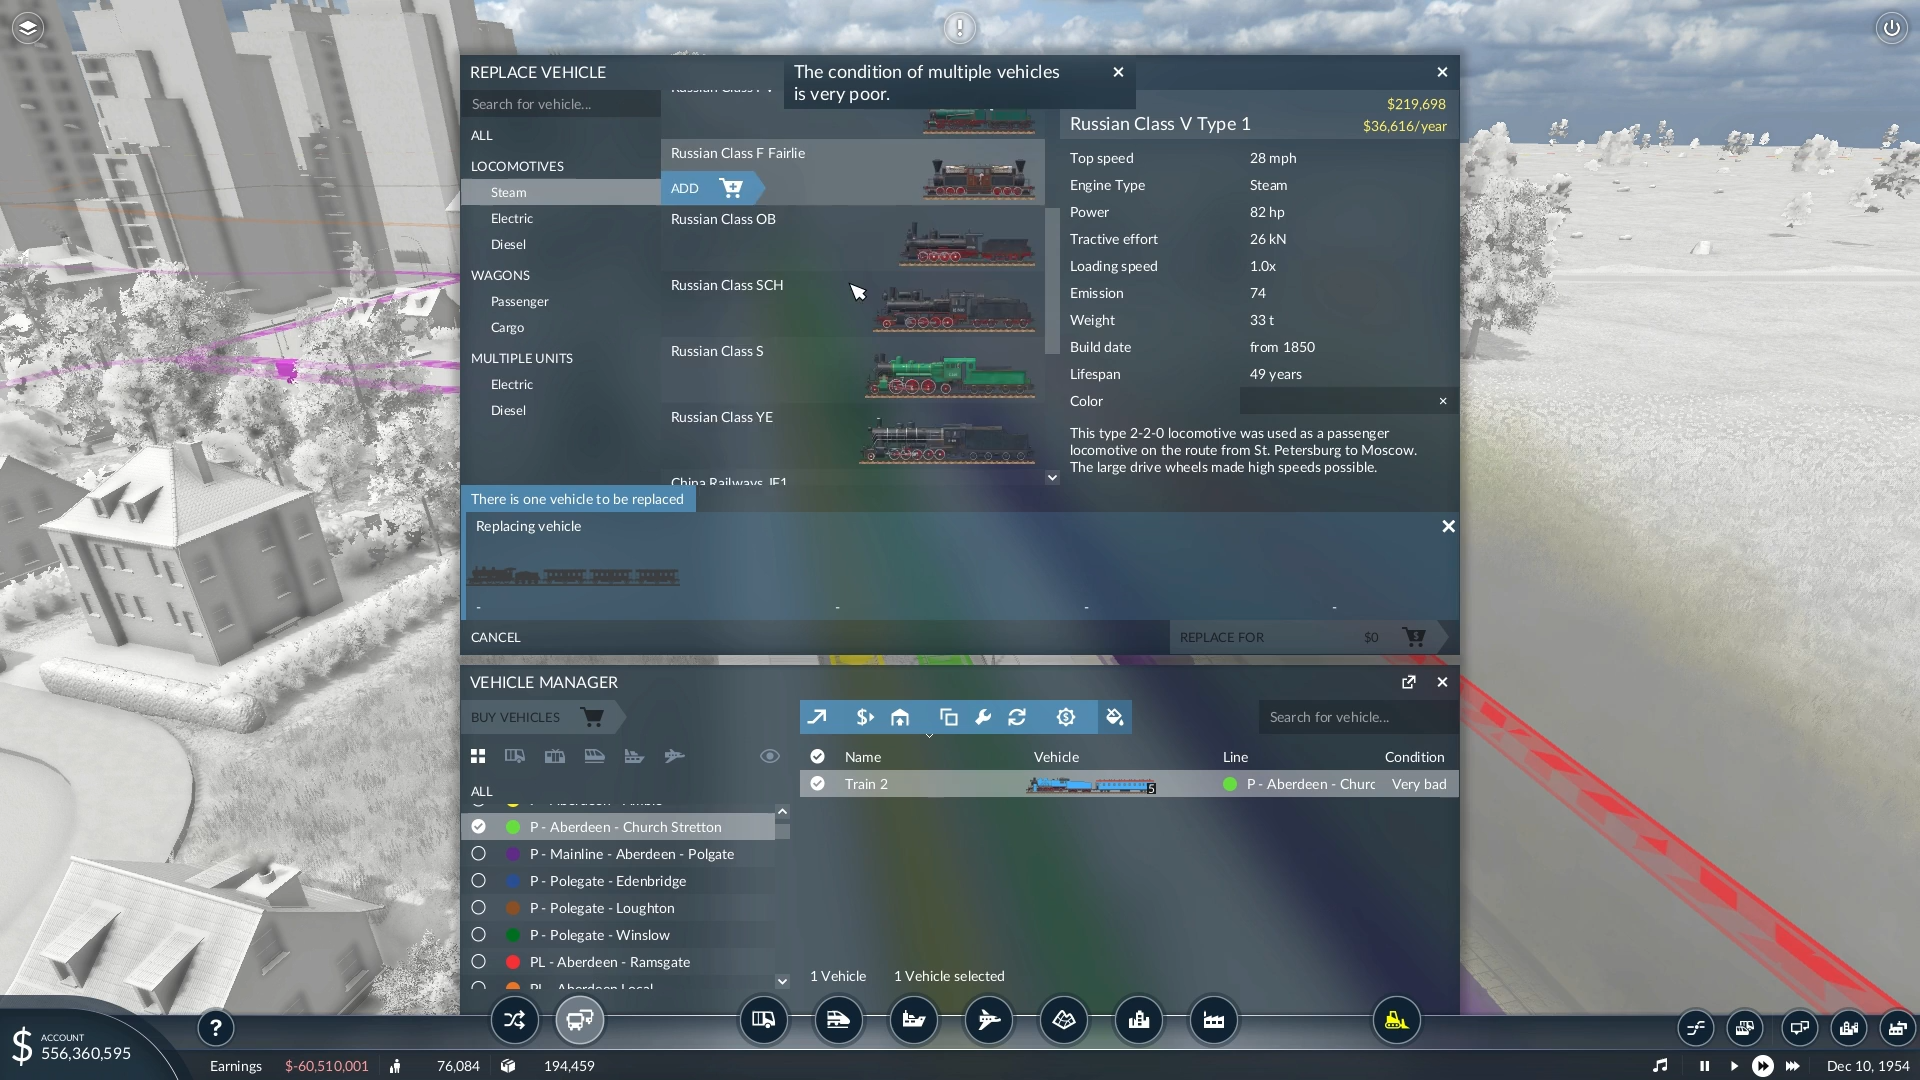 REPLACE VEHICLE
The condition of multiple vehicles
is very poor.
Search for vehicle...
ALL
LOCOMOTIVES
Steam
Electric
Diesel
WAGONS
Passenger
Cargo
MULTIPLE UNITS
Electric
Diesel
Russian Class F Fairlie
ADD
Russian Class OB
Russian Class SCH
Russian Class S
Russian Class YE
China Railways JF1
$219,698
Russian Class V Type 1
$36,616/year
Top speed 28 mph
Engine Type Steam
Power 82 hp
Tractive effort 26 kN
Loading speed 1.0x
Emission 74
Weight 33 t
Build date from 1850
Lifespan 49 years
Color
This type 2-2-0 locomotive was used as a passenger
locomotive on the route from St. Petersburg to Moscow.
The large drive wheels made high speeds possible.
There is one vehicle to be replaced
Replacing vehicle
- - - -
CANCEL
REPLACE FOR $0
VEHICLE MANAGER
BUY VEHICLES
Search for vehicle...
ALL
P - Aberdeen - Church Stretton
P - Mainline - Aberdeen - Polgate
P - Polegate - Edenbridge
P - Polegate - Loughton
P - Polegate - Winslow
PL - Aberdeen - Ramsgate
PL - Aberdeen Local
Name Vehicle Line Condition
Train 2 5 P - Aberdeen - Churc Very bad
1 Vehicle 1 Vehicle selected
$ ACCOUNT
556,360,595
?
Earnings $-60,510,001 76,084 194,459
Dec 10, 1954